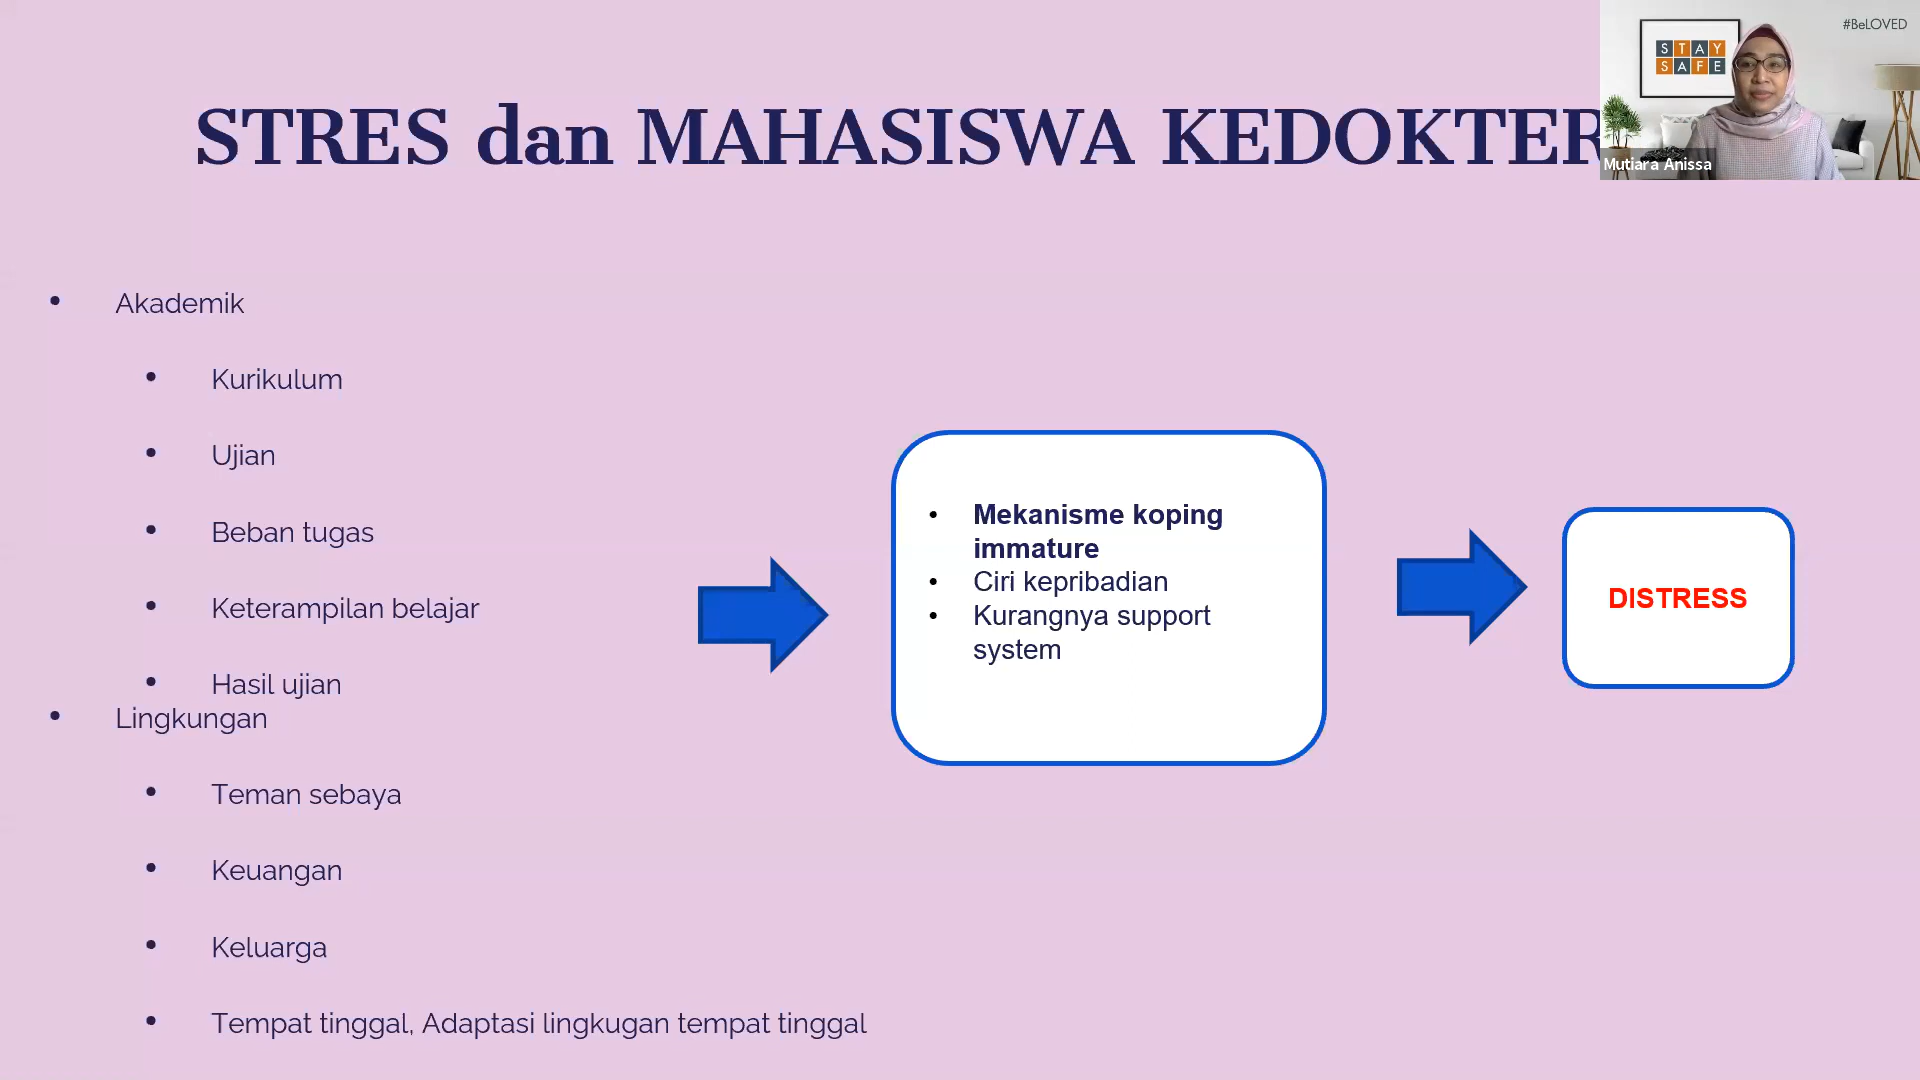 #BeLOVED
STAY
SAFE
Mutiara Anissa
STRES dan MAHASISWA KEDOKTER
• Akademik
• Kurikulum
• Ujian
• Beban tugas
• Keterampilan belajar
• Hasil ujian
• Lingkungan
• Teman sebaya
• Keuangan
• Keluarga
• Tempat tinggal, Adaptasi lingkugan tempat tinggal
• Mekanisme koping
immature
• Ciri kepribadian
• Kurangnya support
system
DISTRESS